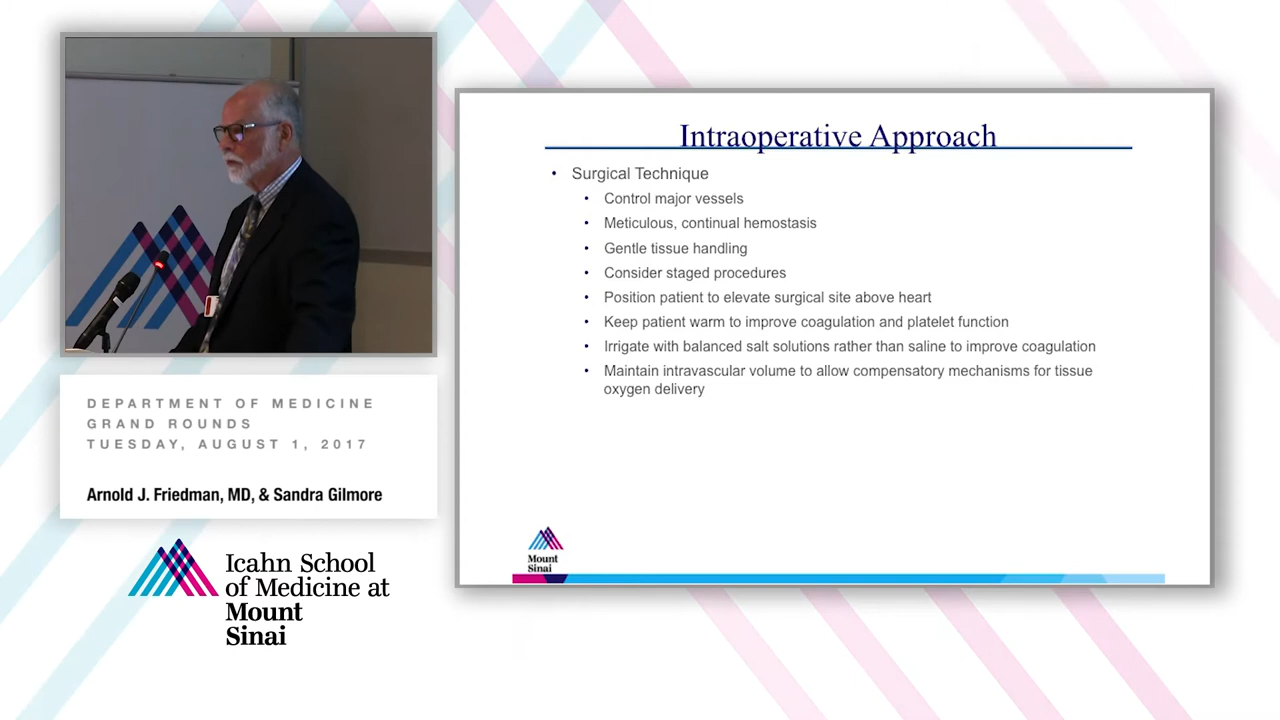 DEPARTMENT OF MEDICINE
GRAND ROUNDS
TUESDAY, AUGUST 1, 2017
Arnold J. Friedman, MD, & Sandra Gilmore
Icahn School
of Medicine at
Mount
Sinai
Intraoperative Approach
• Surgical Technique
• Control major vessels
• Meticulous, continual hemostasis
• Gentle tissue handling
• Consider staged procedures
• Position patient to elevate surgical site above heart
• Keep patient warm to improve coagulation and platelet function
• Irrigate with balanced salt solutions rather than saline to improve coagulation
• Maintain intravascular volume to allow compensatory mechanisms for tissue
oxygen delivery
Mount
Sinai